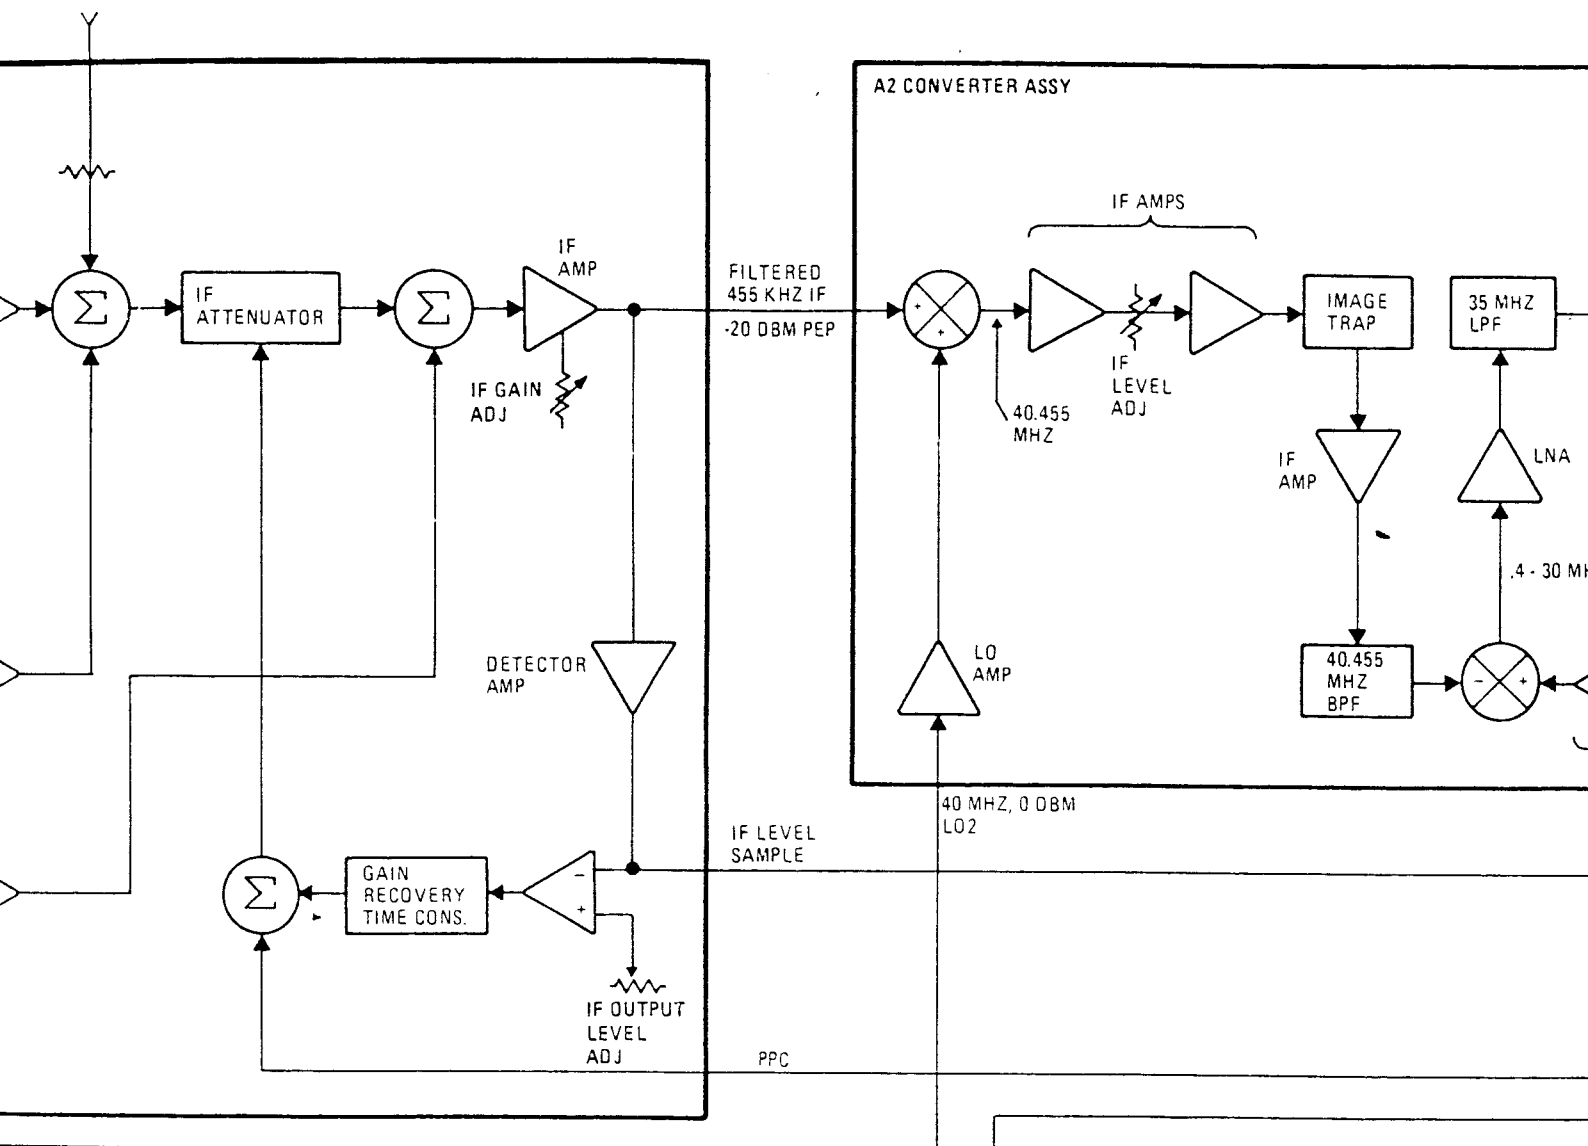 A2 CONVERTER ASSY
IF AMPS
IF
AMP
FILTERED
455 KHZ IF
-20 DBM PEP
Σ
IF
ATTENUATOR
Σ
+
+
IMAGE
TRAP
35 MHZ
LPF
IF GAIN
ADJ
IF
LEVEL
ADJ
40.455
MHZ
IF
AMP
LNA
.4 - 30
DETECTOR
AMP
LO
AMP
40.455
MHZ
BPF
-
+
40 MHZ, 0 DBM
LO2
IF LEVEL
SAMPLE
Σ
GAIN
RECOVERY
TIME CONS.
-
+
IF OUTPUT
LEVEL
ADJ
PPC